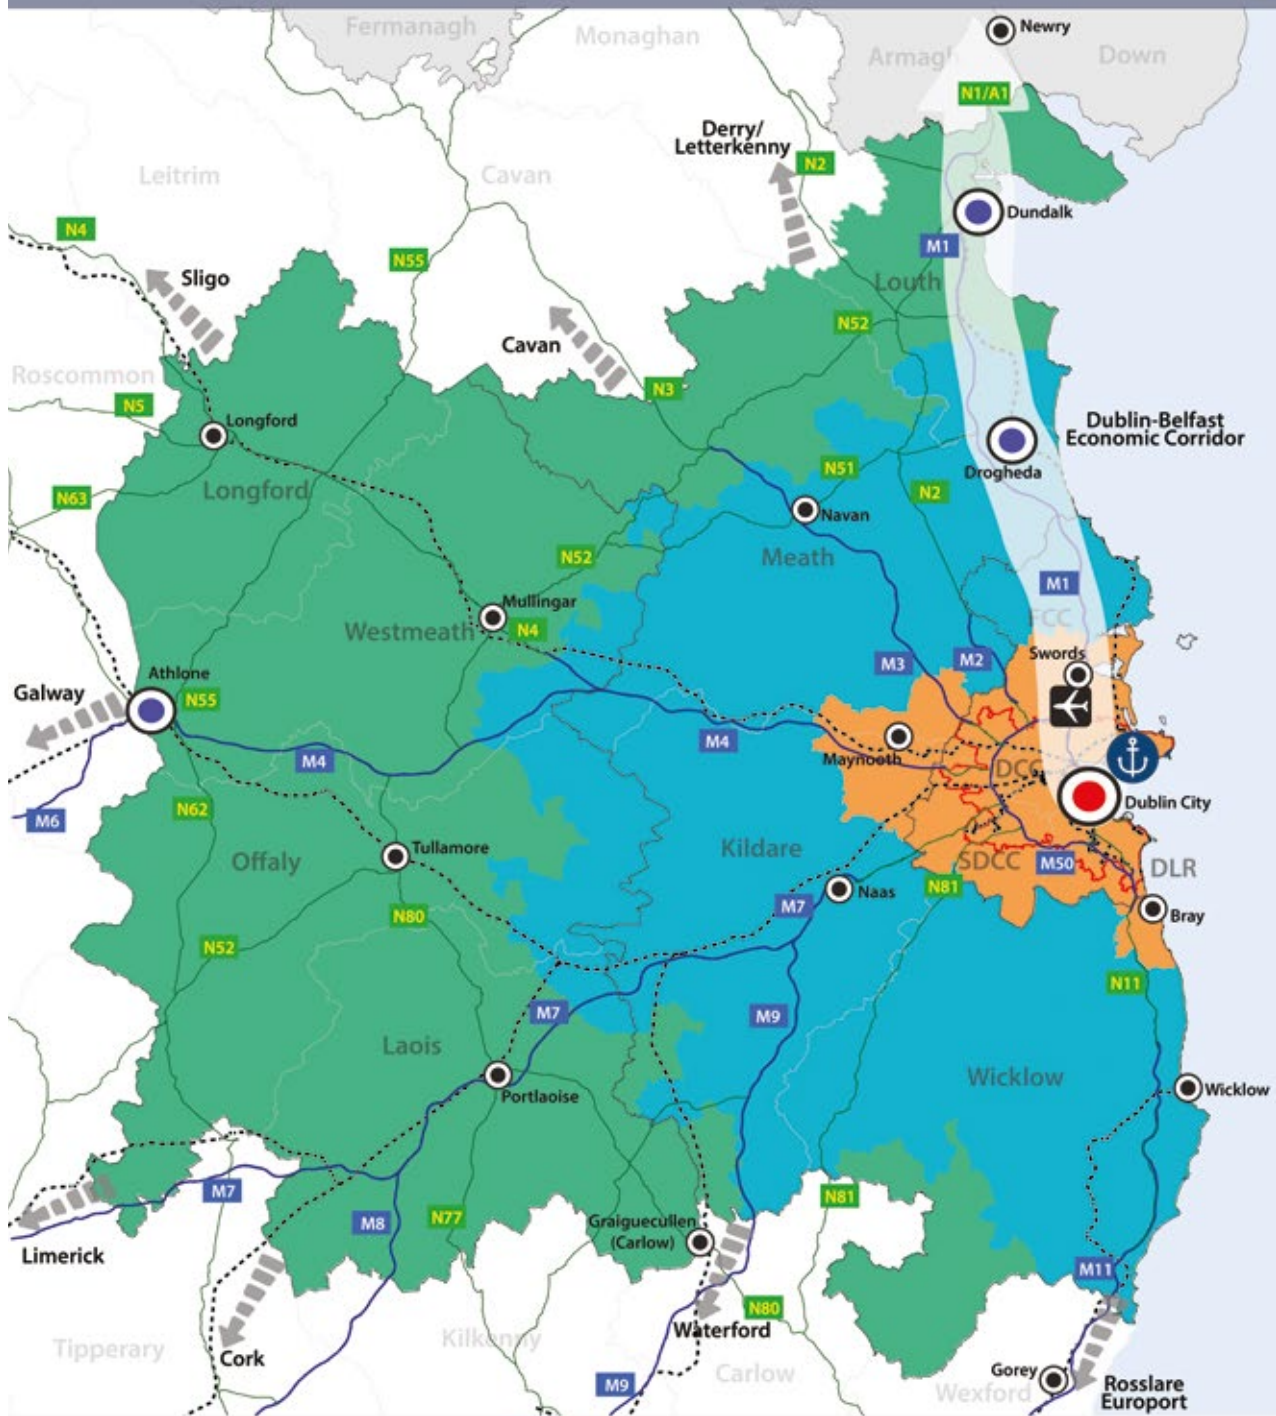 Fermanagh
Monaghan
Newry
Armagh
Down
N1/A1
Derry/
Letterkenny
N2
Leitrim
Cavan
Dundalk
N4
M1
N55
Sligo
Louth
N52
Cavan
Roscommon
N3
N5
Longford
Dublin-Belfast
Economic Corridor
N51
Drogheda
Longford
N63
N2
Navan
N52
Meath
M1
Mullingar
FCC
Westmeath
N4
Swords
M3
M2
Athlone
Galway
N55
M4
Maynooth
M4
DCC
Dublin City
N62
M6
Tullamore
Kildare
Offaly
SDCC
M50
DLR
N81
Naas
M7
N80
Bray
N52
N11
M7
M9
Laois
Wicklow
Portlaoise
Wicklow
M7
N81
N77
M8
Graiguecullen
(Carlow)
Limerick
M11
N80
Waterford
Kilkenny
Tipperary
Cork
Carlow
Gorey
M9
Wexford
Rosslare
Europort